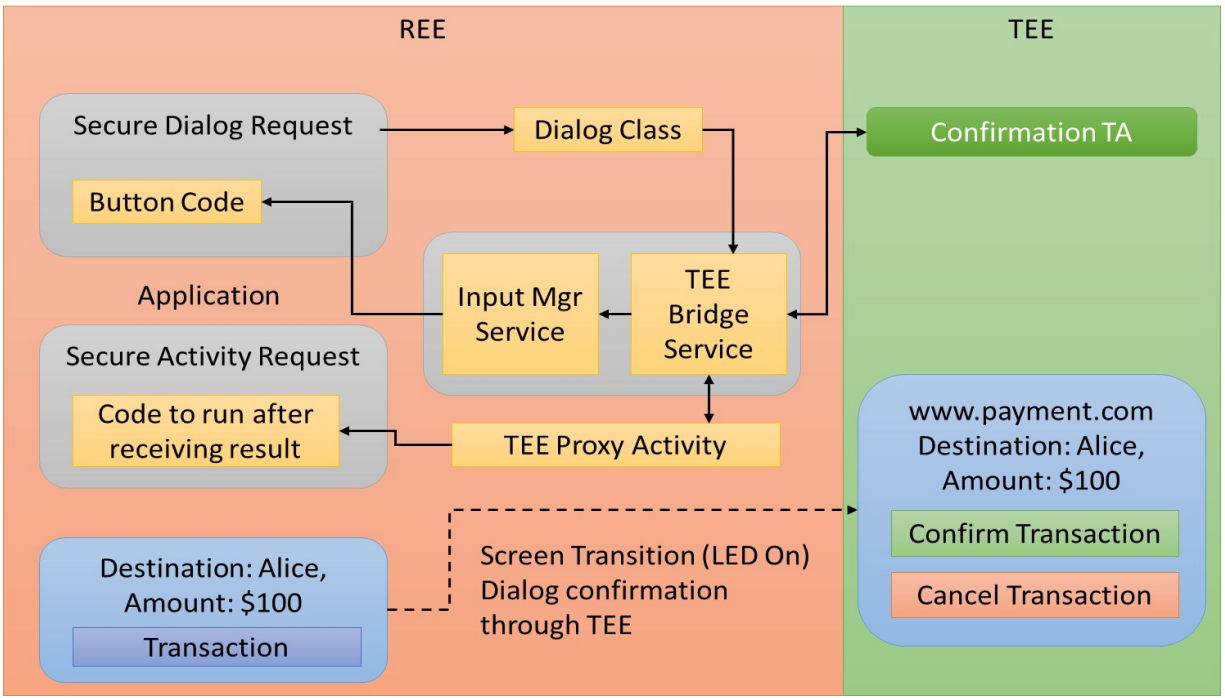 REE
TEE
Secure Dialog Request
Button Code
Dialog Class
Confirmation TA
Application
Input Mgr
Service
TEE
Bridge
Service
Secure Activity Request
Code to run after
receiving result
TEE Proxy Activity
www.payment.com
Destination: Alice,
Amount: $100
Confirm Transaction
Cancel Transaction
Destination: Alice,
Amount: $100
Transaction
Screen Transition (LED On)
Dialog confirmation
through TEE